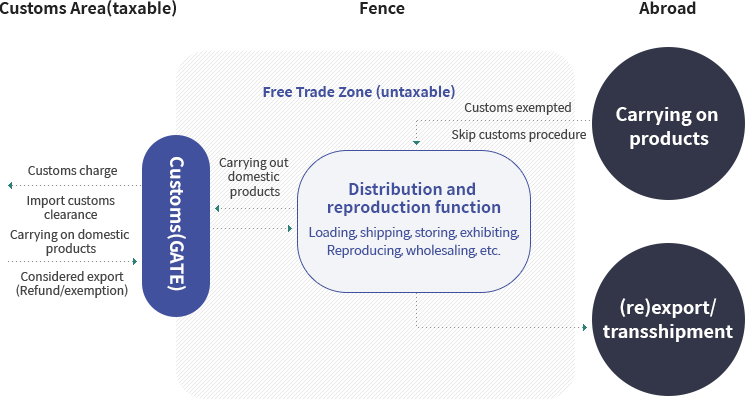 Customs Area(taxable)
Fence
Abroad
Free Trade Zone (untaxable)
Customs exempted
Skip customs procedure
Carrying on
products
Customs charge
Import customs
clearance
Carrying on domestic
products
Considered export
(Refund/exemption)
Customs(GATE)
Carrying out
domestic
products
Distribution and
reproduction function
Loading, shipping, storing, exhibiting,
Reproducing, wholesaling, etc.
(re)export/
transshipment